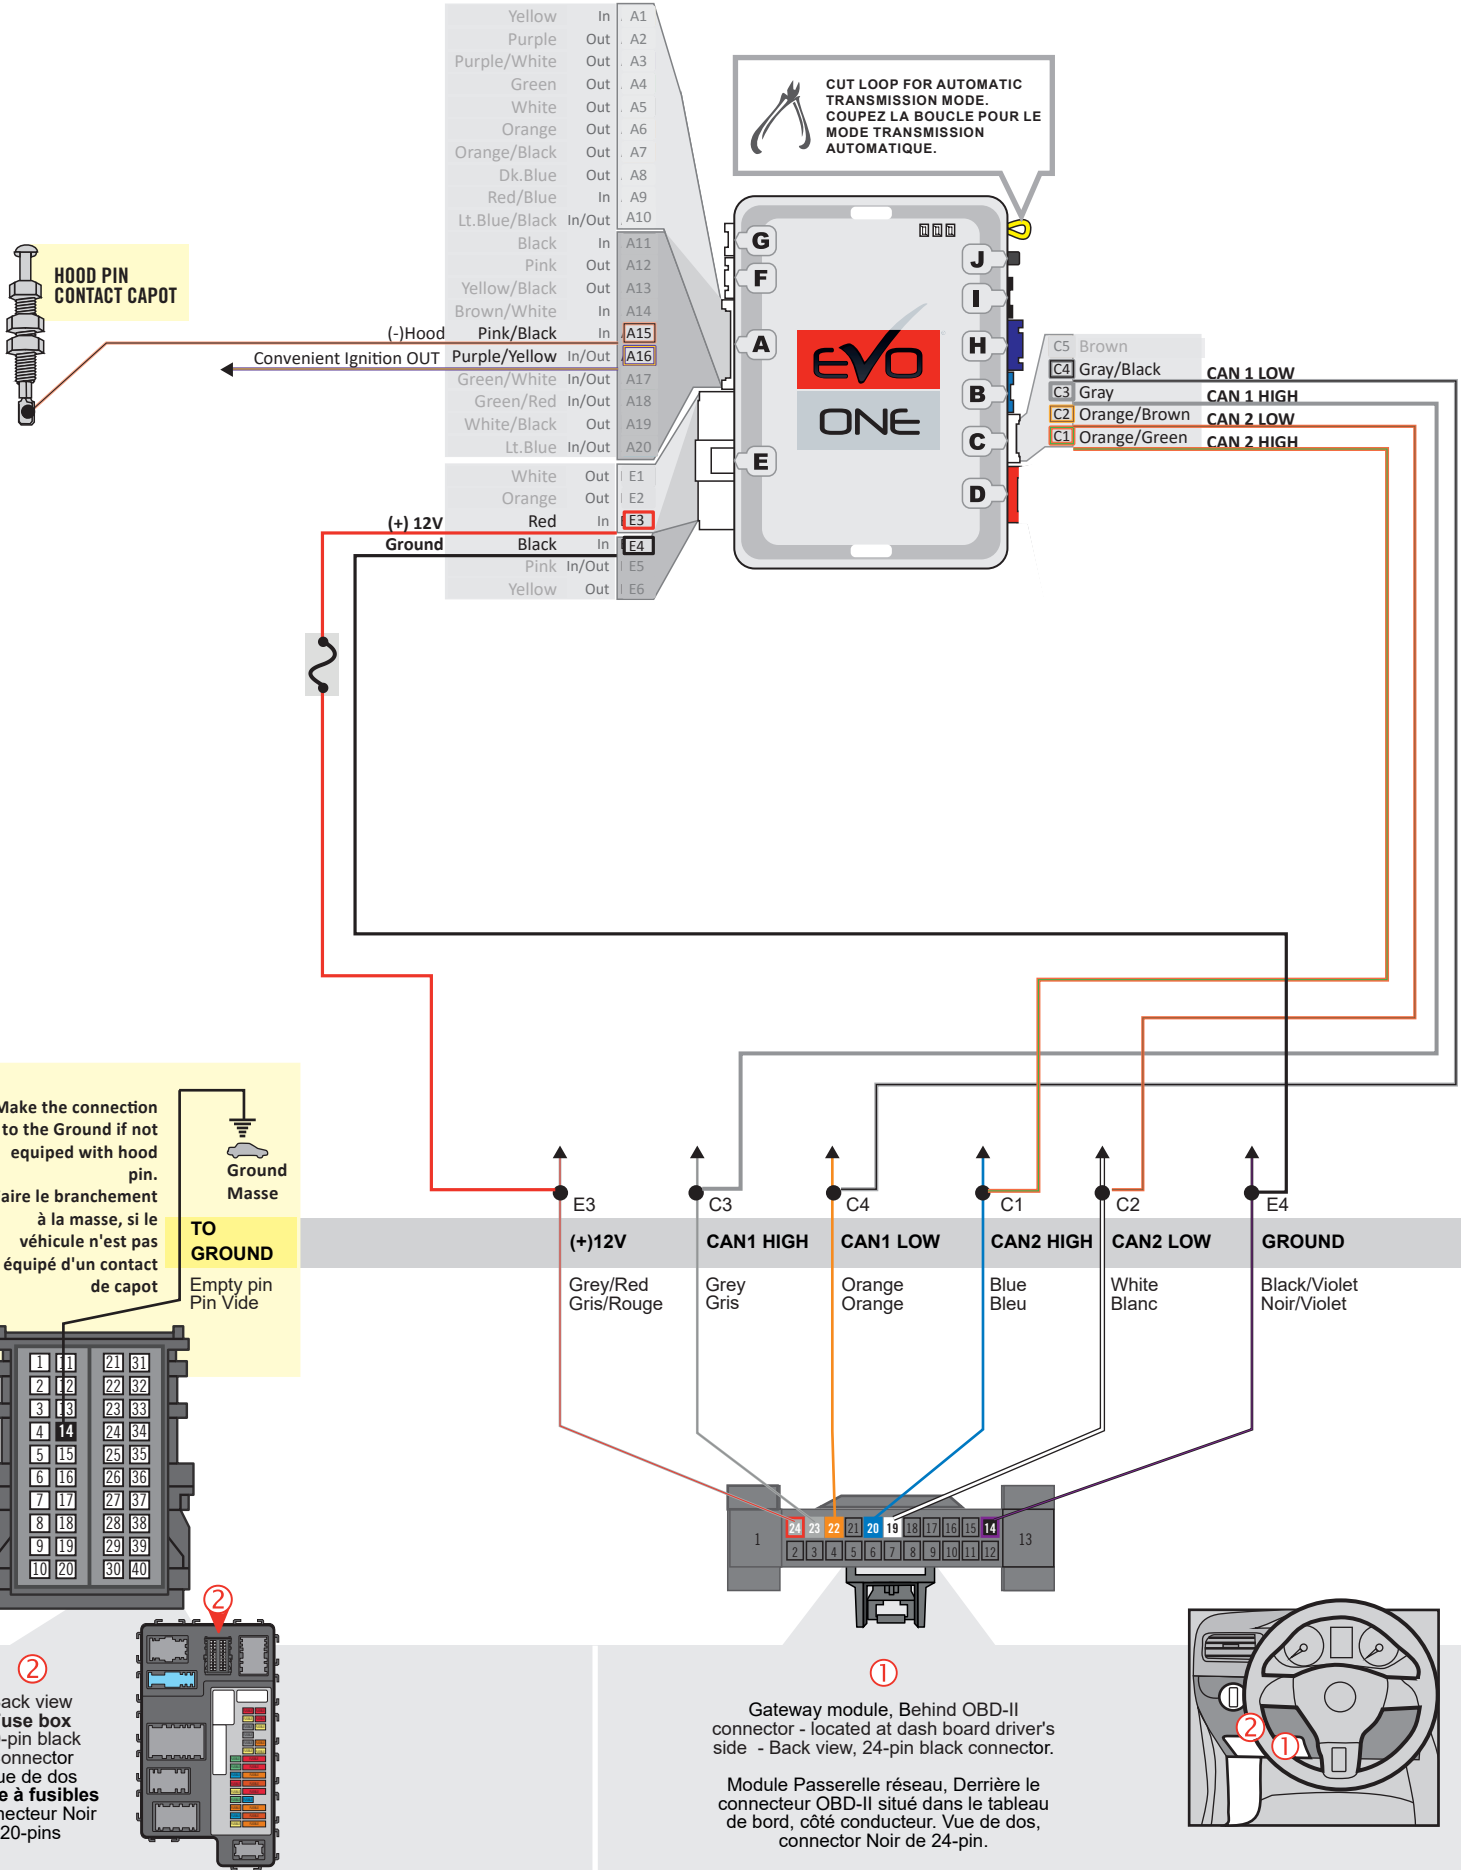 Yellow In A1
Purple Out A2
Purple/White Out A3
Green Out A4
White Out A5
Orange Out A6
Orange/Black Out A7
Dk.Blue Out A8
Red/Blue In A9
Lt.Blue/Black In/Out A10
Black In A11
Pink Out A12
Yellow/Black Out A13
Brown/White In A14
(-)Hood Pink/Black In A15
Convenient Ignition OUT Purple/Yellow In/Out A16
Green/White In/Out A17
Green/Red In/Out A18
White/Black Out A19
Lt.Blue In/Out A20
White Out E1
Orange Out E2
(+) 12V Red In E3
Ground Black In E4
Pink In/Out E5
Yellow Out E6
HOOD PIN
CONTACT CAPOT
CUT LOOP FOR AUTOMATIC
TRANSMISSION MODE.
COUPEZ LA BOUCLE POUR LE
MODE TRANSMISSION
AUTOMATIQUE.
G
F
A
E
J
I
H
B
C
D
EVO
ONE
C5 Brown
C4 Gray/Black CAN 1 LOW
C3 Gray CAN 1 HIGH
C2 Orange/Brown CAN 2 LOW
C1 Orange/Green CAN 2 HIGH
Make the connection
to the Ground if not
equiped with hood
pin.
aire le branchement
à la masse, si le
véhicule n'est pas
équipé d'un contact
de capot
Ground
Masse
TO
GROUND
Empty pin
Pin Vide
E3 C3 C4 C1 C2 E4
(+)12V CAN1 HIGH CAN1 LOW CAN2 HIGH CAN2 LOW GROUND
Grey/Red Grey Orange Blue White Black/Violet
Gris/Rouge Gris Orange Bleu Blanc Noir/Violet
1 11 21 31
2 12 22 32
3 13 23 33
4 14 24 34
5 15 25 35
6 16 26 36
7 17 27 37
8 18 28 38
9 19 29 39
10 20 30 40
24 23 22 21 20 19 18 17 16 15 14
1 13
2 3 4 5 6 7 8 9 10 11 12
2
2
ack view
use box
-pin black
onnector
ue de dos
e à fusibles
necteur Noir
20-pins
1
Gateway module, Behind OBD-II
connector - located at dash board driver's
side - Back view, 24-pin black connector.
Module Passerelle réseau, Derrière le
connecteur OBD-II situé dans le tableau
de bord, côté conducteur. Vue de dos,
connector Noir de 24-pin.
2
1